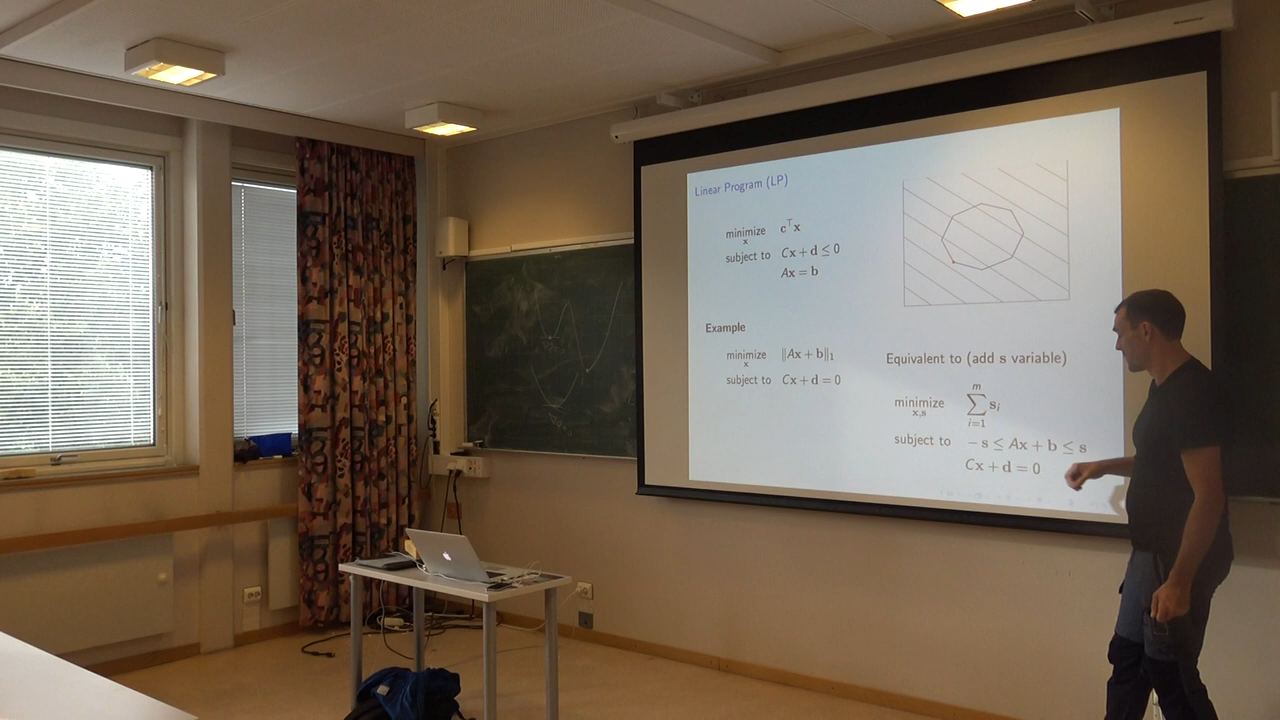 Linear Program (LP)
minimize c⊤x
x
subject to Cx + d ≤ 0
Ax = b
Example
minimize ‖Ax + b‖₁
x
subject to Cx + d = 0
Equivalent to (add s variable)
m
minimize ∑ sᵢ
x,s i=1
subject to − s ≤ Ax + b ≤ s
Cx + d = 0